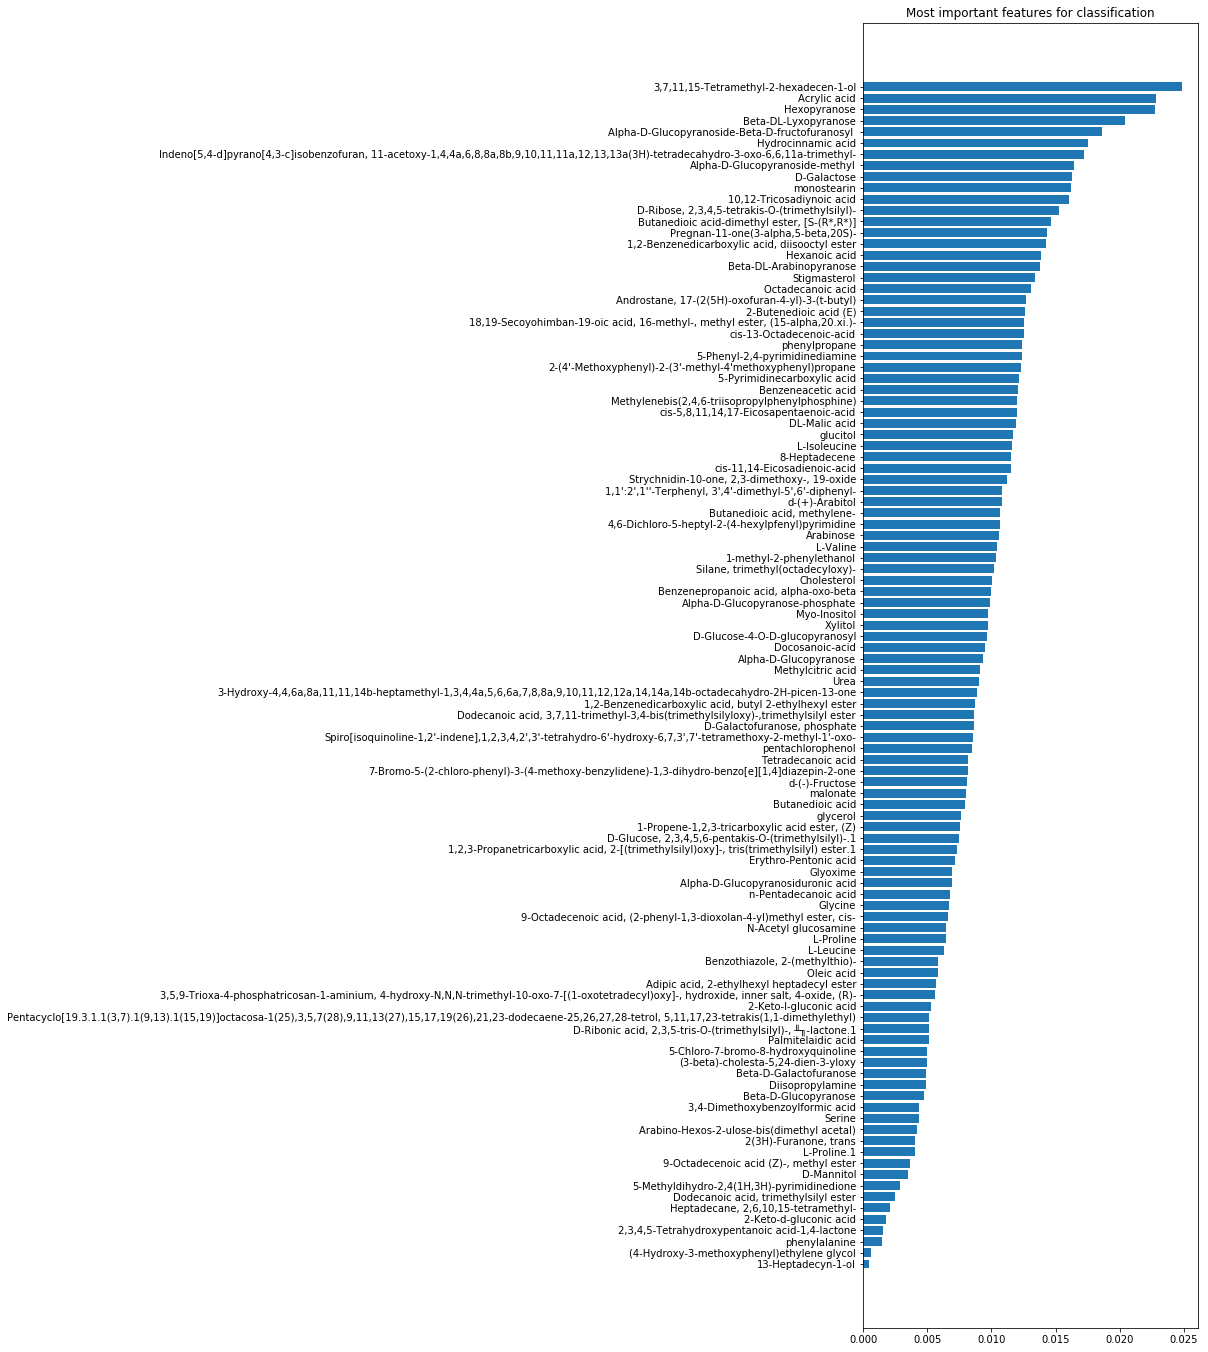 Most important features for classification
3,7,11,15-Tetramethyl-2-hexadecen-1-ol
Acrylic acid
Hexopyranose
Beta-DL-Lyxopyranose
Alpha-D-Glucopyranoside-Beta-D-fructofuranosyl
Hydrocinnamic acid
Indeno[5,4-d]pyrano[4,3-c]isobenzofuran, 11-acetoxy-1,4,4a,6,8,8a,8b,9,10,11,11a,12,13,13a(3H)-tetradecahydro-3-oxo-6,6,11a-trimethyl-
Alpha-D-Glucopyranoside-methyl
D-Galactose
monostearin
10,12-Tricosadiynoic acid
D-Ribose, 2,3,4,5-tetrakis-O-(trimethylsilyl)-
Butanedioic acid-dimethyl ester, [S-(R*,R*)]
Pregnan-11-one(3-alpha,5-beta,20S)-
1,2-Benzenedicarboxylic acid, diisooctyl ester
Hexanoic acid
Beta-DL-Arabinopyranose
Stigmasterol
Octadecanoic acid
Androstane, 17-(2(5H)-oxofuran-4-yl)-3-(t-butyl)
2-Butenedioic acid (E)
18,19-Secoyohimban-19-oic acid, 16-methyl-, methyl ester, (15-alpha,20.xi.)-
cis-13-Octadecenoic-acid
phenylpropane
5-Phenyl-2,4-pyrimidinediamine
2-(4'-Methoxyphenyl)-2-(3'-methyl-4'methoxyphenyl)propane
5-Pyrimidinecarboxylic acid
Benzeneacetic acid
Methylenebis(2,4,6-triisopropylphenylphosphine)
cis-5,8,11,14,17-Eicosapentaenoic-acid
DL-Malic acid
glucitol
L-Isoleucine
8-Heptadecene
cis-11,14-Eicosadienoic-acid
Strychnidin-10-one, 2,3-dimethoxy-, 19-oxide
1,1':2',1''-Terphenyl, 3',4'-dimethyl-5',6'-diphenyl-
d-(+)-Arabitol
Butanedioic acid, methylene-
4,6-Dichloro-5-heptyl-2-(4-hexylpfenyl)pyrimidine
Arabinose
L-Valine
1-methyl-2-phenylethanol
Silane, trimethyl(octadecyloxy)-
Cholesterol
Benzenepropanoic acid, alpha-oxo-beta
Alpha-D-Glucopyranose-phosphate
Myo-Inositol
Xylitol
D-Glucose-4-O-D-glucopyranosyl
Docosanoic-acid
Alpha-D-Glucopyranose
Methylcitric acid
Urea
3-Hydroxy-4,4,6a,8a,11,11,14b-heptamethyl-1,3,4,4a,5,6,6a,7,8,8a,9,10,11,12,12a,14,14a,14b-octadecahydro-2H-picen-13-one
1,2-Benzenedicarboxylic acid, butyl 2-ethylhexyl ester
Dodecanoic acid, 3,7,11-trimethyl-3,4-bis(trimethylsilyloxy)-,trimethylsilyl ester
D-Galactofuranose, phosphate
Spiro[isoquinoline-1,2'-indene],1,2,3,4,2',3'-tetrahydro-6'-hydroxy-6,7,3',7'-tetramethoxy-2-methyl-1'-oxo-
pentachlorophenol
Tetradecanoic acid
7-Bromo-5-(2-chloro-phenyl)-3-(4-methoxy-benzylidene)-1,3-dihydro-benzo[e][1,4]diazepin-2-one
d-(-)-Fructose
malonate
Butanedioic acid
glycerol
1-Propene-1,2,3-tricarboxylic acid ester, (Z)
D-Glucose, 2,3,4,5,6-pentakis-O-(trimethylsilyl)-.1
1,2,3-Propanetricarboxylic acid, 2-[(trimethylsilyl)oxy]-, tris(trimethylsilyl) ester.1
Erythro-Pentonic acid
Glyoxime
Alpha-D-Glucopyranosiduronic acid
n-Pentadecanoic acid
Glycine
9-Octadecenoic acid, (2-phenyl-1,3-dioxolan-4-yl)methyl ester, cis-
N-Acetyl glucosamine
L-Proline
L-Leucine
Benzothiazole, 2-(methylthio)-
Oleic acid
Adipic acid, 2-ethylhexyl heptadecyl ester
3,5,9-Trioxa-4-phosphatricosan-1-aminium, 4-hydroxy-N,N,N-trimethyl-10-oxo-7-[(1-oxotetradecyl)oxy]-, hydroxide, inner salt, 4-oxide, (R)-
2-Keto-l-gluconic acid
Pentacyclo[19.3.1.1(3,7).1(9,13).1(15,19)]octacosa-1(25),3,5,7(28),9,11,13(27),15,17,19(26),21,23-dodecaene-25,26,27,28-tetrol, 5,11,17,23-tetrakis(1,1-dimethylethyl)
D-Ribonic acid, 2,3,5-tris-O-(trimethylsilyl)-, ╨╖-lactone.1
Palmitelaidic acid
5-Chloro-7-bromo-8-hydroxyquinoline
(3-beta)-cholesta-5,24-dien-3-yloxy
Beta-D-Galactofuranose
Diisopropylamine
Beta-D-Glucopyranose
3,4-Dimethoxybenzoylformic acid
Serine
Arabino-Hexos-2-ulose-bis(dimethyl acetal)
2(3H)-Furanone, trans
L-Proline.1
9-Octadecenoic acid (Z)-, methyl ester
D-Mannitol
5-Methyldihydro-2,4(1H,3H)-pyrimidinedione
Dodecanoic acid, trimethylsilyl ester
Heptadecane, 2,6,10,15-tetramethyl-
2-Keto-d-gluconic acid
2,3,4,5-Tetrahydroxypentanoic acid-1,4-lactone
phenylalanine
(4-Hydroxy-3-methoxyphenyl)ethylene glycol
13-Heptadecyn-1-ol
0.000 0.005 0.010 0.015 0.020 0.025